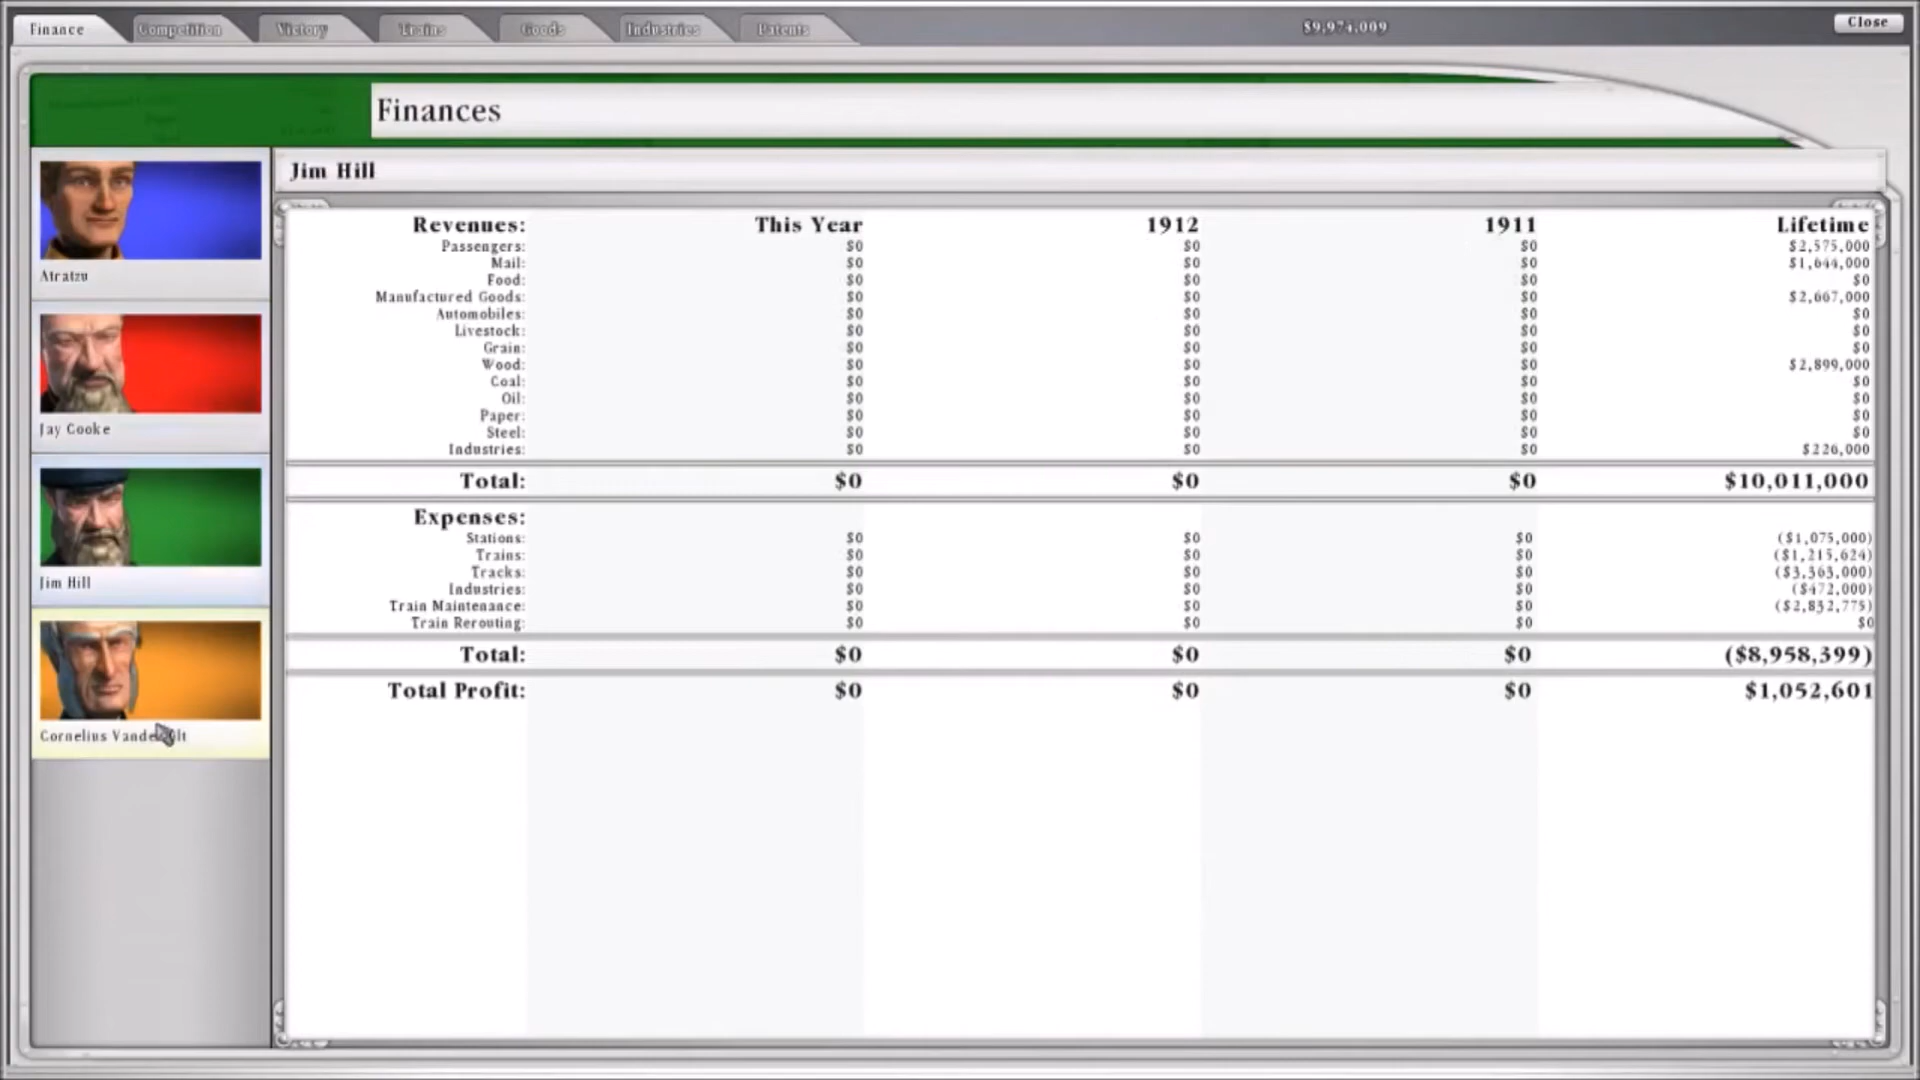 Finance Competition Victory Trains Goods Industries Patents $9,974,009 Close
Finances
Jim Hill
Atratzu
Jay Cooke
Jim Hill
Revenues: This Year 1912 1911 Lifetime
Passengers: $0 $0 $0 $2,575,000
Mail: $0 $0 $0 $1,644,000
Food: $0 $0 $0 $0
Manufactured Goods: $0 $0 $0 $2,667,000
Automobiles: $0 $0 $0 $0
Livestock: $0 $0 $0 $0
Grain: $0 $0 $0 $0
Wood: $0 $0 $0 $2,899,000
Coal: $0 $0 $0 $0
Oil: $0 $0 $0 $0
Paper: $0 $0 $0 $0
Steel: $0 $0 $0 $0
Industries: $0 $0 $0 $226,000
Total: $0 $0 $0 $10,011,000
Expenses:
Stations: $0 $0 $0 ($1,075,000)
Trains: $0 $0 $0 ($1,215,624)
Tracks: $0 $0 $0 ($3,363,000)
Industries: $0 $0 $0 ($472,000)
Train Maintenance: $0 $0 $0 ($2,832,775)
Train Rerouting: $0 $0 $0 $0
Total: $0 $0 $0 ($8,958,399)
Total Profit: $0 $0 $0 $1,052,601
Cornelius